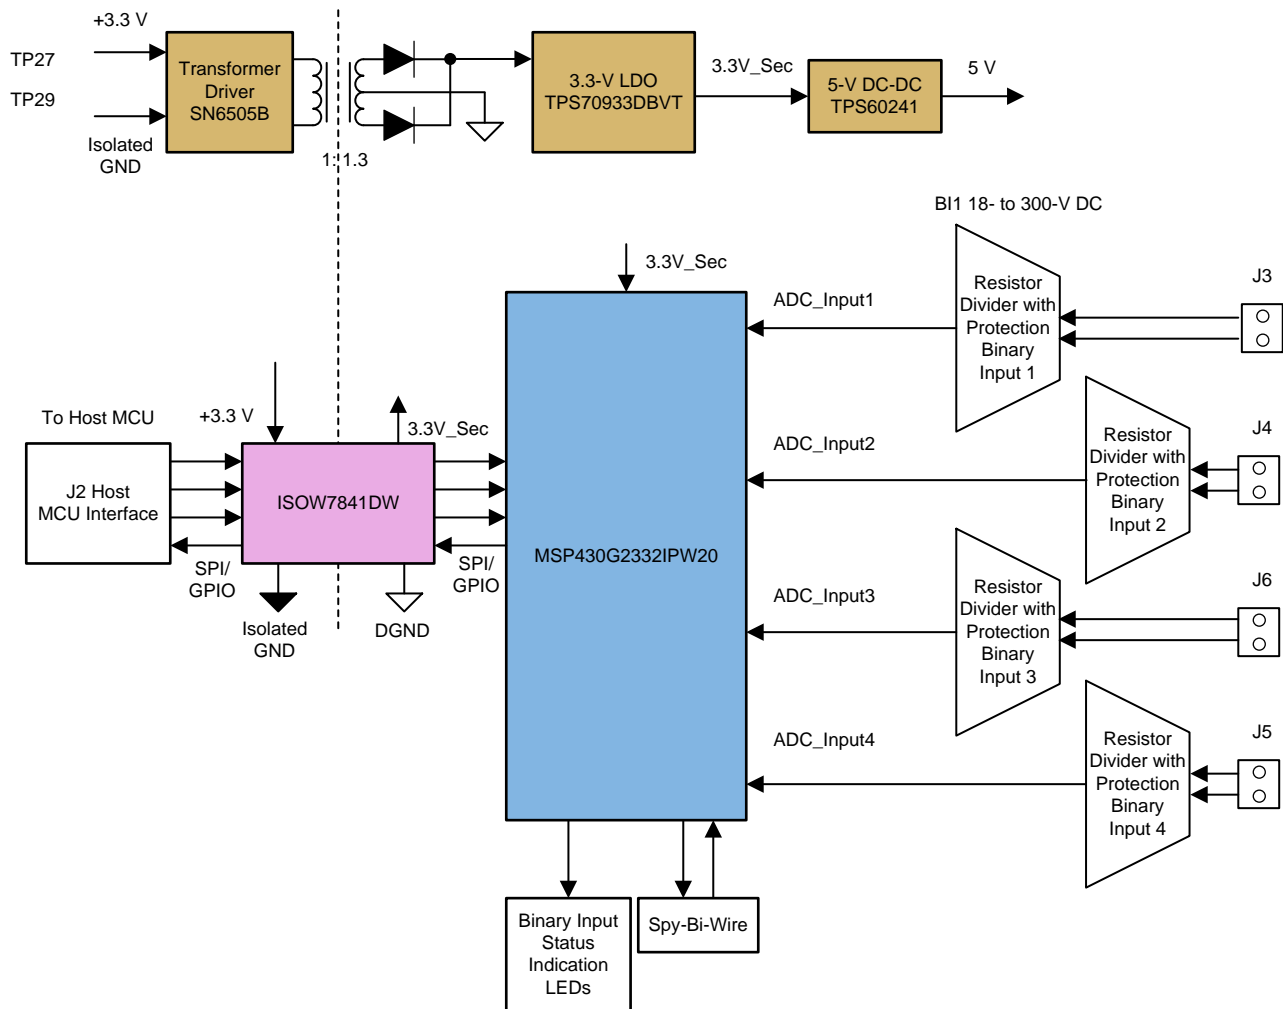 +3.3 V
TP27
TP29
Isolated
GND
Transformer
Driver
SN6505B
1:1.3
3.3-V LDO
TPS70933DBVT
3.3V_Sec
5-V DC-DC
TPS60241
5 V
BI1 18- to 300-V DC
3.3V_Sec
ADC_Input1
Resistor
Divider with
Protection
Binary
Input 1
J3
To Host MCU
+3.3 V
3.3V_Sec
J2 Host
MCU Interface
ISOW7841DW
SPI/
GPIO
SPI/
GPIO
Isolated
GND
DGND
MSP430G2332IPW20
ADC_Input2
Resistor
Divider with
Protection
Binary
Input 2
J4
ADC_Input3
Resistor
Divider with
Protection
Binary
Input 3
J6
ADC_Input4
Resistor
Divider with
Protection
Binary
Input 4
J5
Binary Input
Status
Indication
LEDs
Spy-Bi-Wire